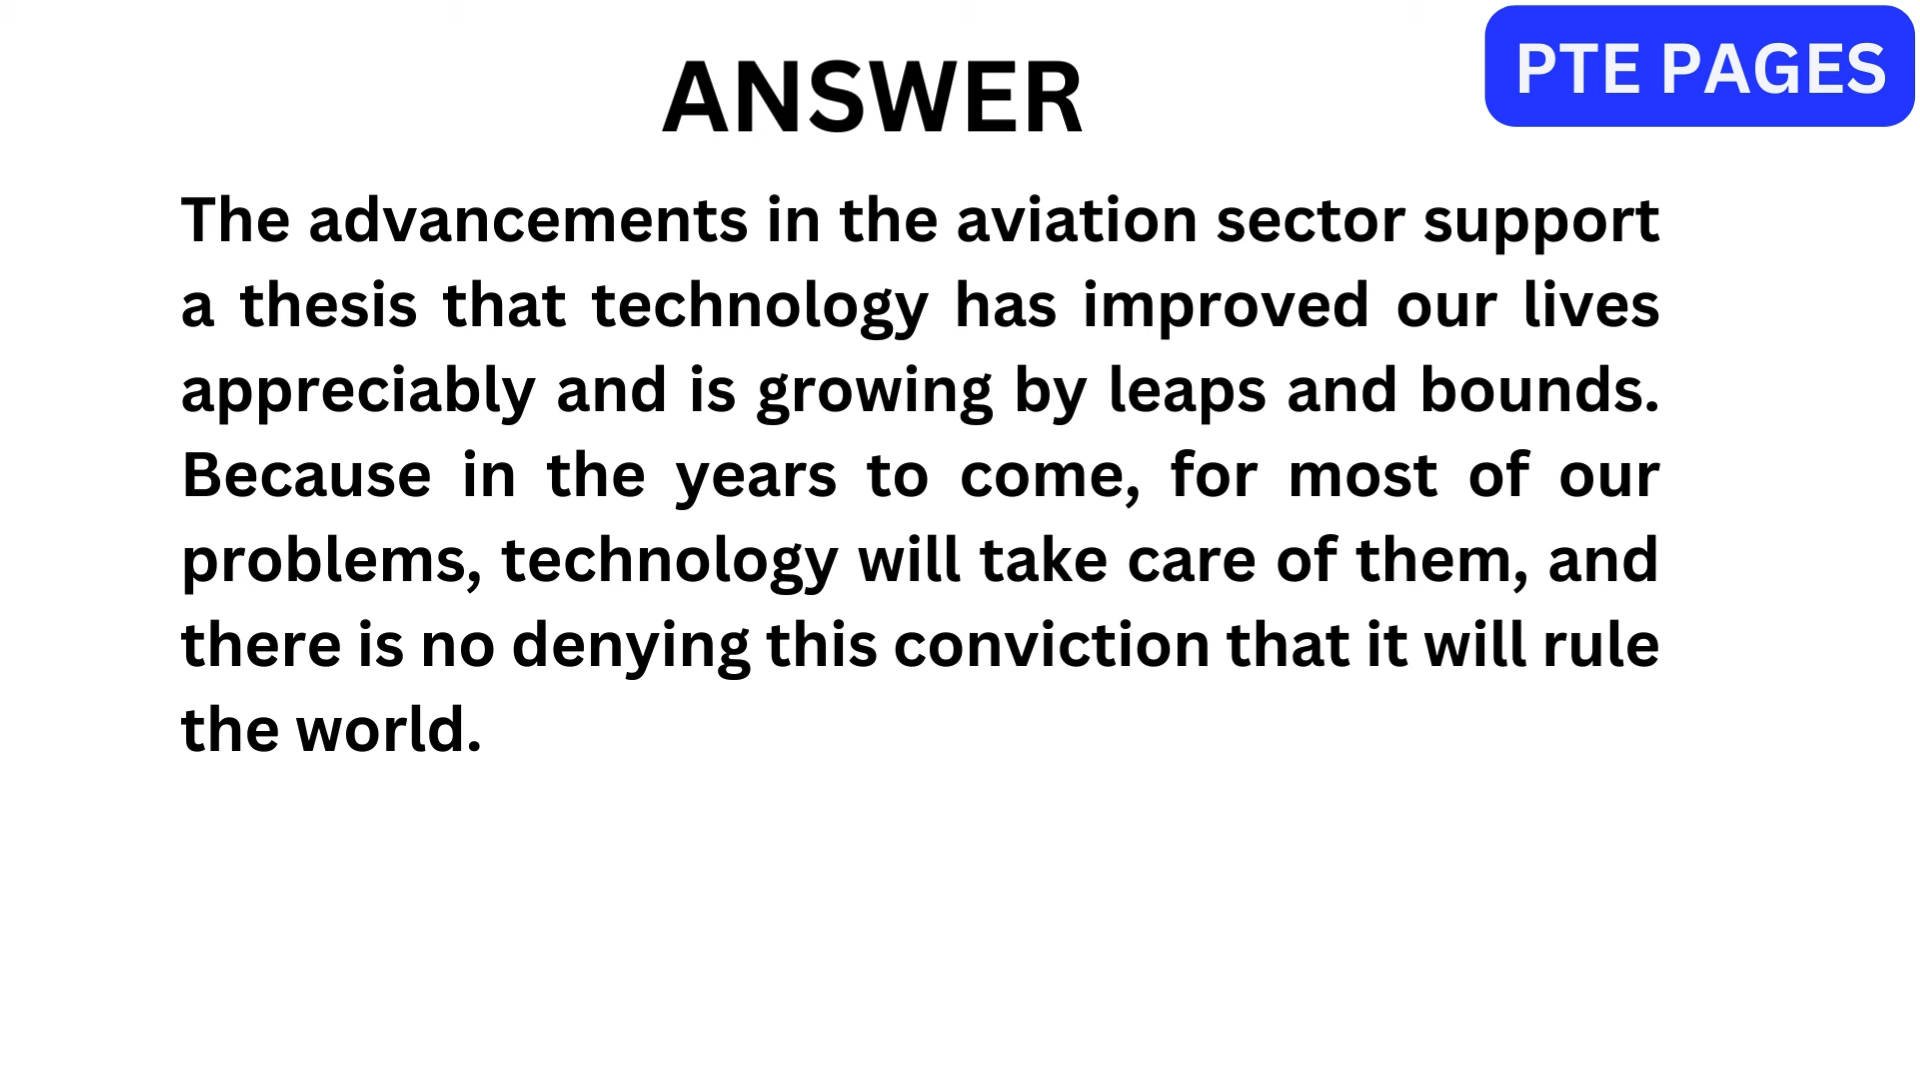 PTE PAGES
ANSWER
The advancements in the aviation sector support
a thesis that technology has improved our lives
appreciably and is growing by leaps and bounds.
Because in the years to come, for most of our
problems, technology will take care of them, and
there is no denying this conviction that it will rule
the world.